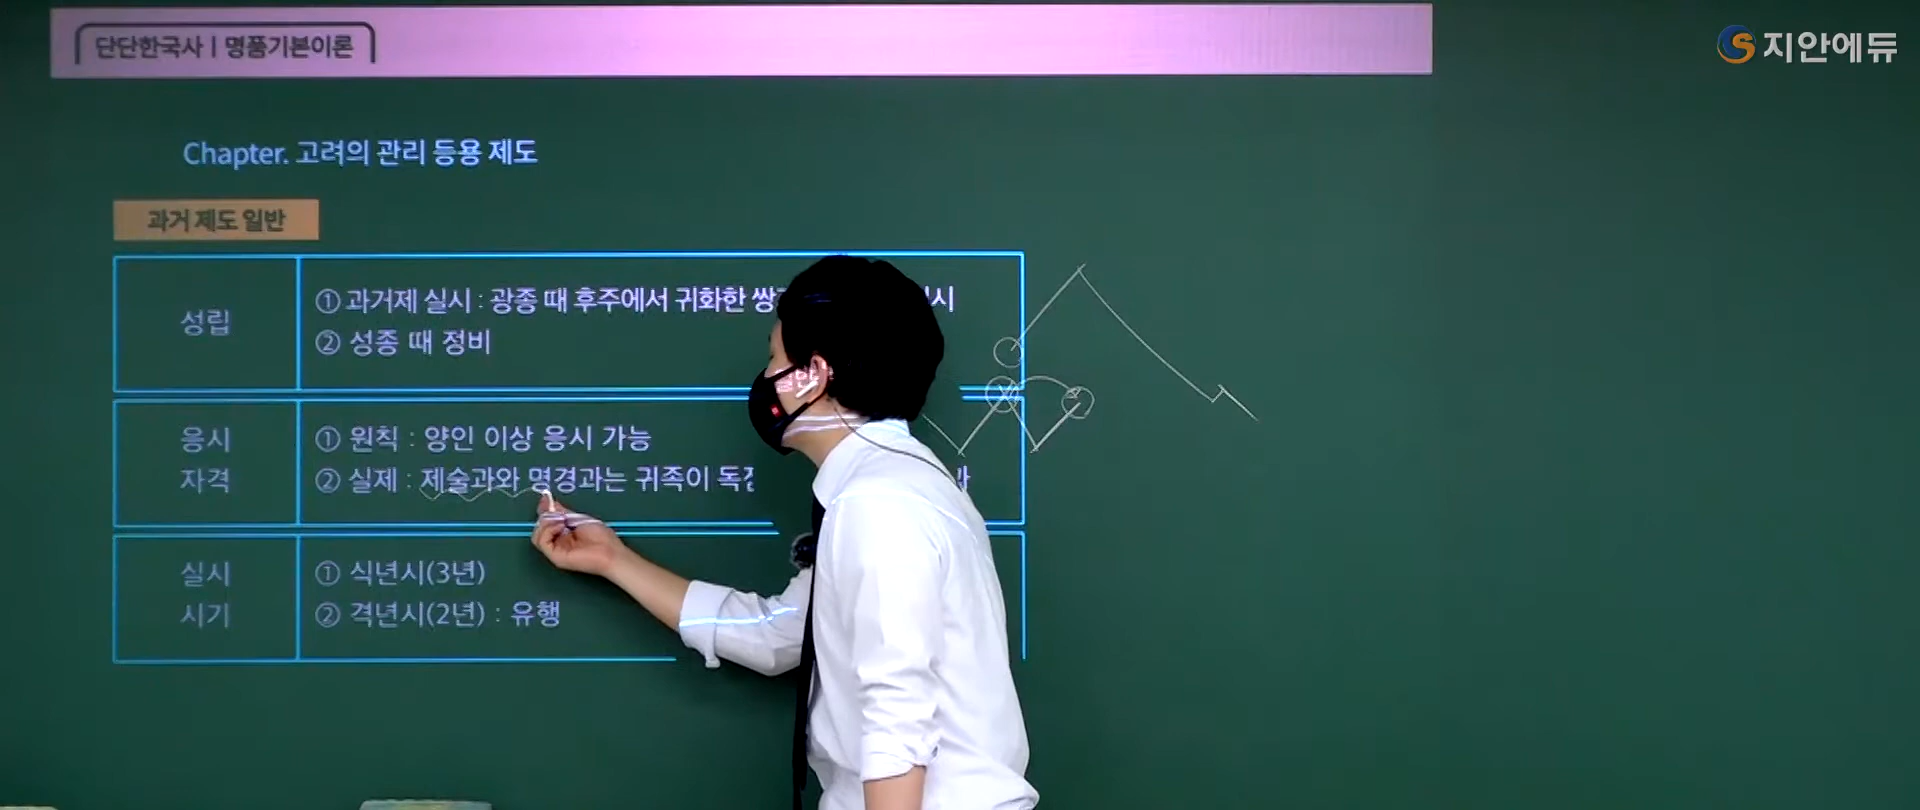 단단한국사 | 명품기본이론
지안에듀
Chapter. 고려의 관리 등용 제도
과거 제도 일반
성립
① 과거제 실시 : 광종 때 후주에서 귀화한
② 성종 때 정비
응시
자격
① 원칙 : 양인 이상 응시 가능
② 실제 : 제술과와 명경과는 귀족이
실시
시기
① 식년시(3년)
② 격년시(2년) : 유행